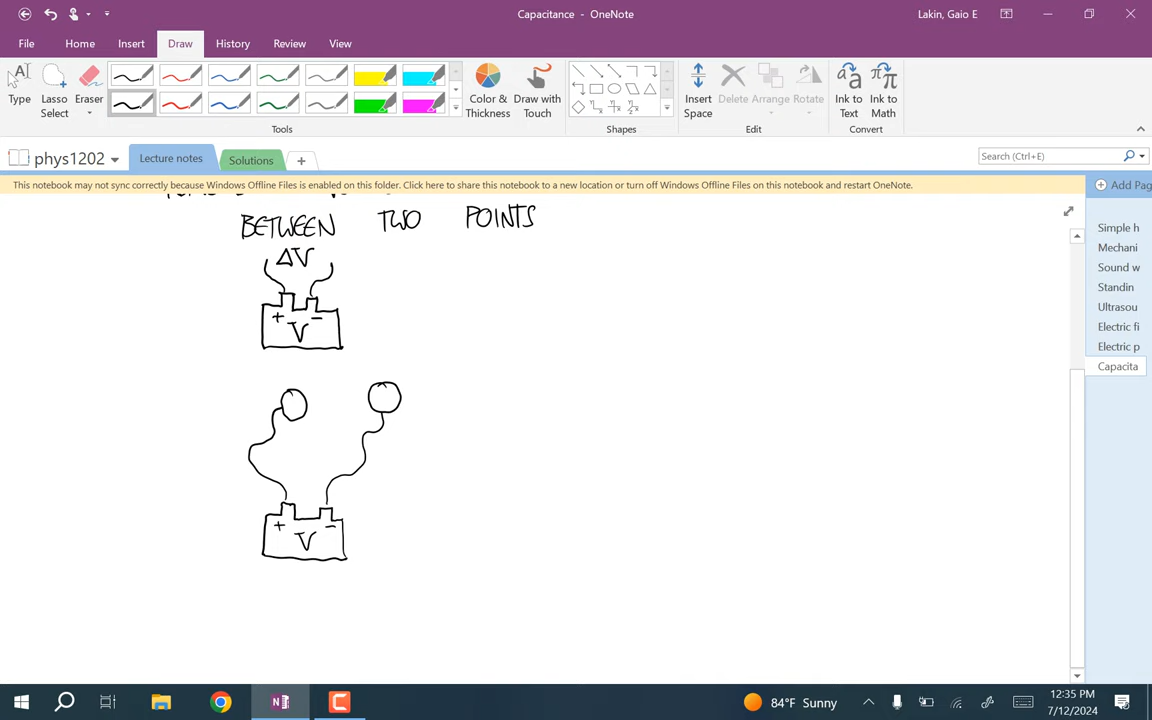 Capacitance - OneNote
Lakin, Gaio E
File Home Insert Draw History Review View
Type
Lasso Select
Eraser
Color & Thickness
Draw with Touch
Insert Space
Delete Arrange Rotate
Ink to Text
Ink to Math
Tools
Shapes
Edit
Convert
phys1202
Lecture notes
Solutions
Search (Ctrl+E)
This notebook may not sync correctly because Windows Offline Files is enabled on this folder. Click here to share this notebook to a new location or turn off Windows Offline Files on this notebook and restart OneNote.
Add Pag
BETWEEN TWO POINTS
ΔV
+ V -
+ V -
Simple h
Mechani
Sound w
Standin
Ultrasou
Electric fi
Electric p
Capacita
84°F Sunny
12:35 PM
7/12/2024